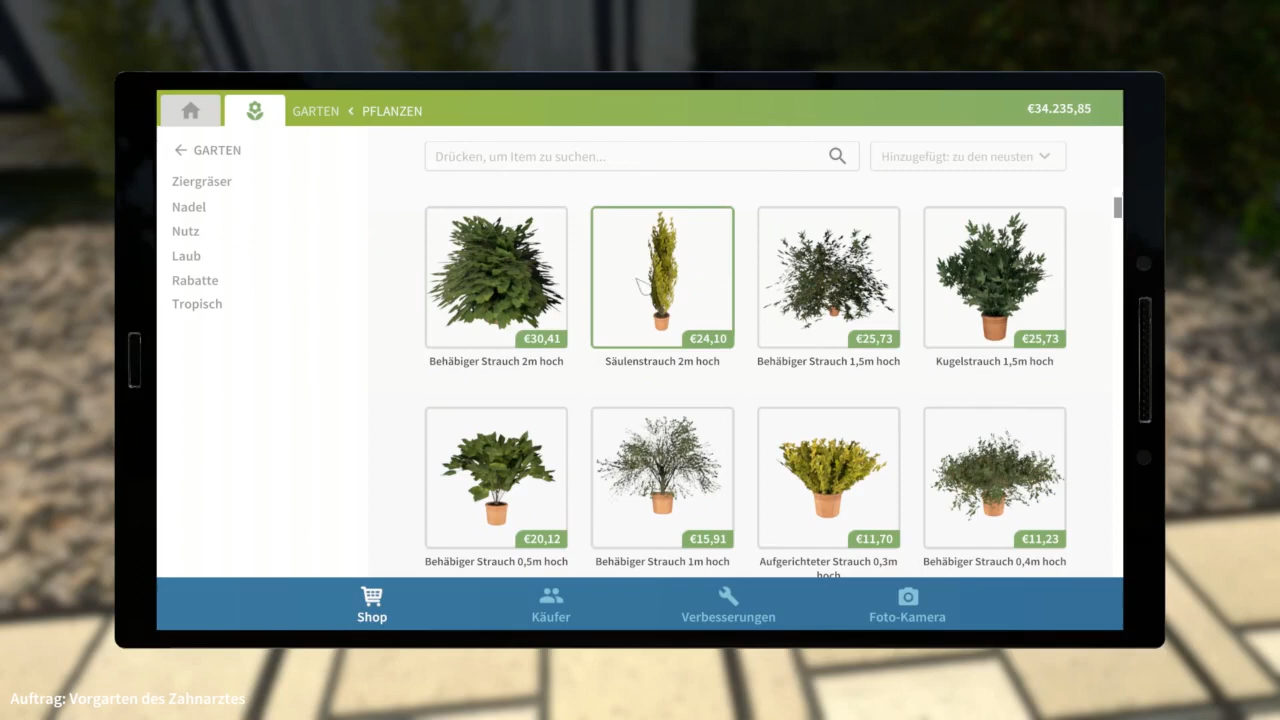 GARTEN < PFLANZEN
€34.235,85
GARTEN
Drücken, um Item zu suchen...
Hinzugefügt: zu den neusten
Ziergräser
Nadel
Nutz
Laub
Rabatte
Tropisch
€30,41
€24,10
€25,73
€25,73
Behäbiger Strauch 2m hoch
Säulenstrauch 2m hoch
Behäbiger Strauch 1,5m hoch
Kugelstrauch 1,5m hoch
€20,12
€15,91
€11,70
€11,23
Behäbiger Strauch 0,5m hoch
Behäbiger Strauch 1m hoch
Aufgerichteter Strauch 0,3m
hoch
Behäbiger Strauch 0,4m hoch
Shop
Käufer
Verbesserungen
Foto-Kamera
Auftrag: Vorgarten des Zahnarztes